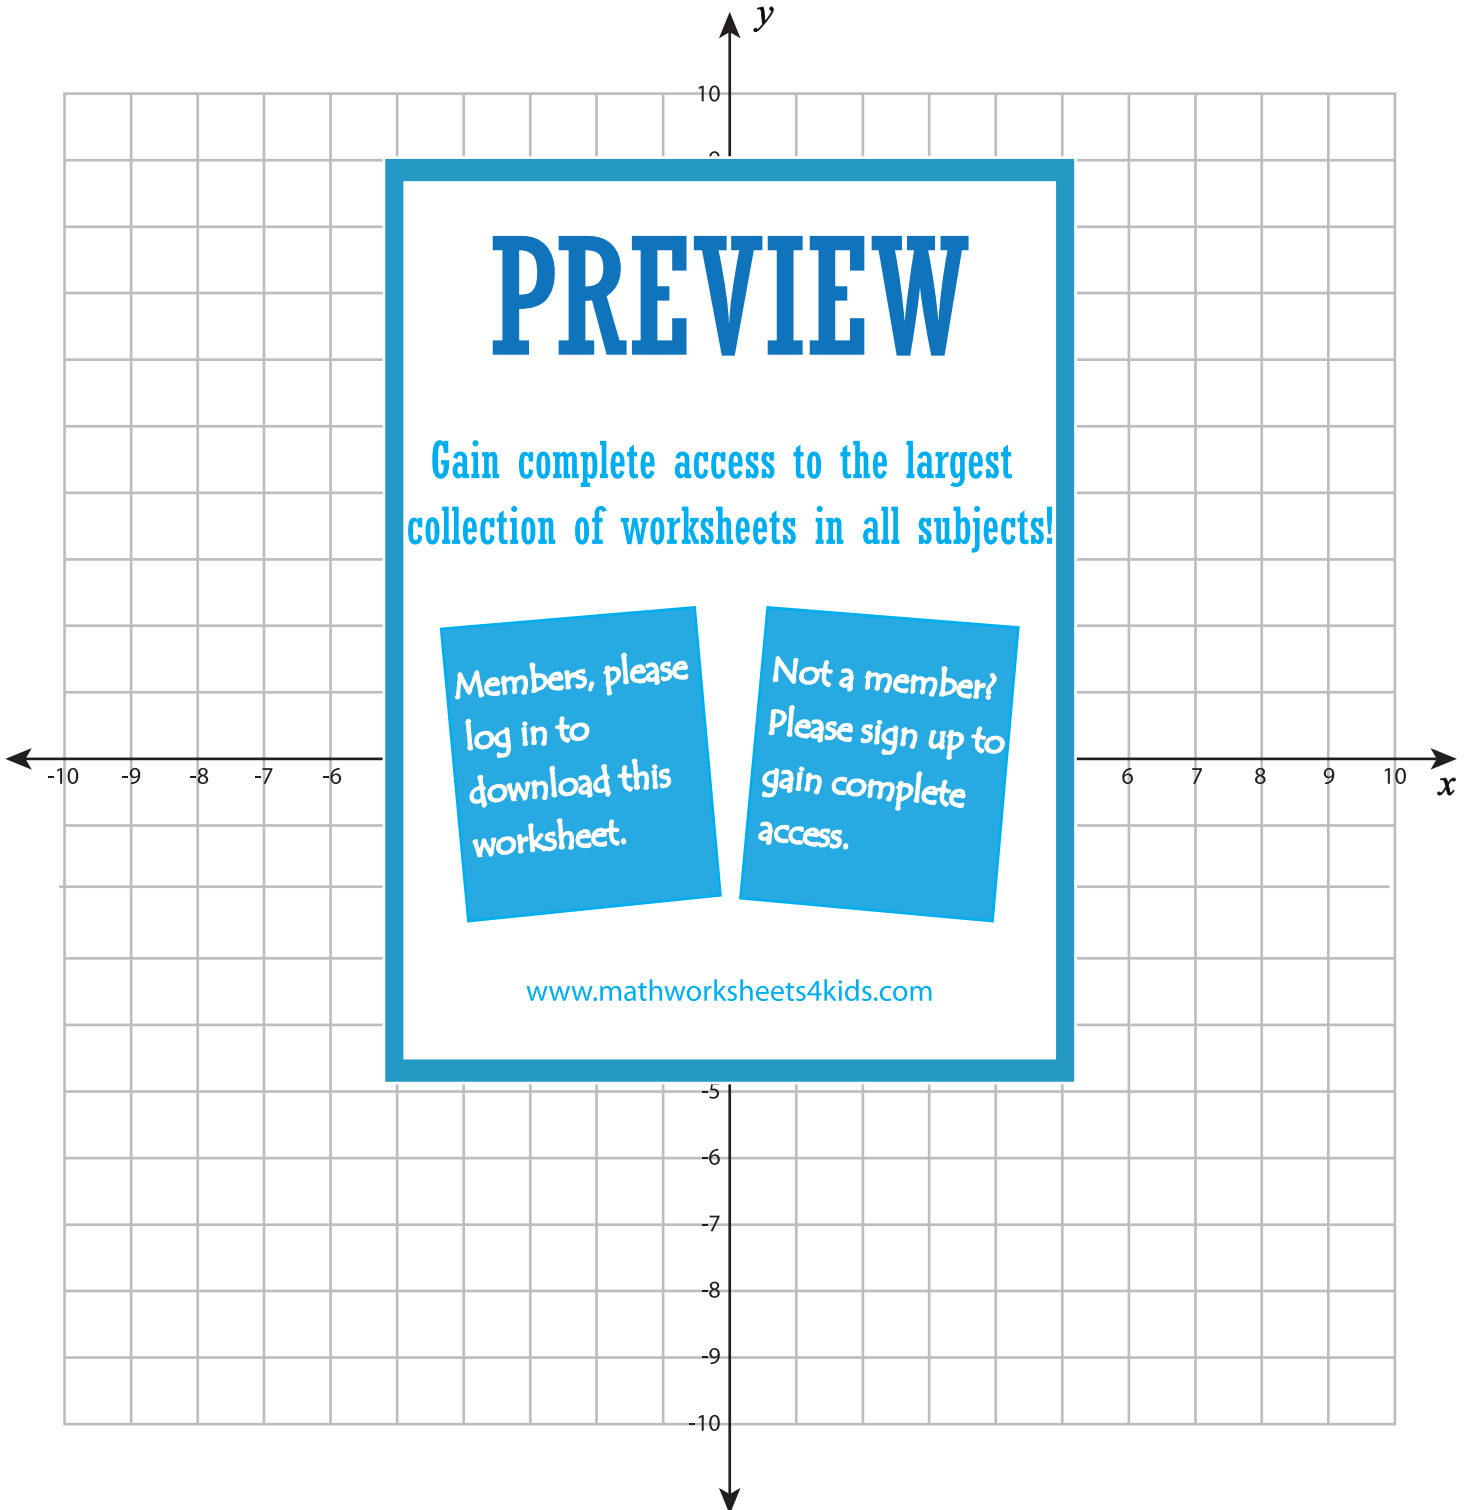 y
10
9
PREVIEW
Gain complete access to the largest
collection of worksheets in all subjects!
Members, please
log in to
download this
worksheet.
Not a member?
Please sign up to
gain complete
access.
-10 -9 -8 -7 -6 6 7 8 9 10
x
www.mathworksheets4kids.com
-5
-6
-7
-8
-9
-10